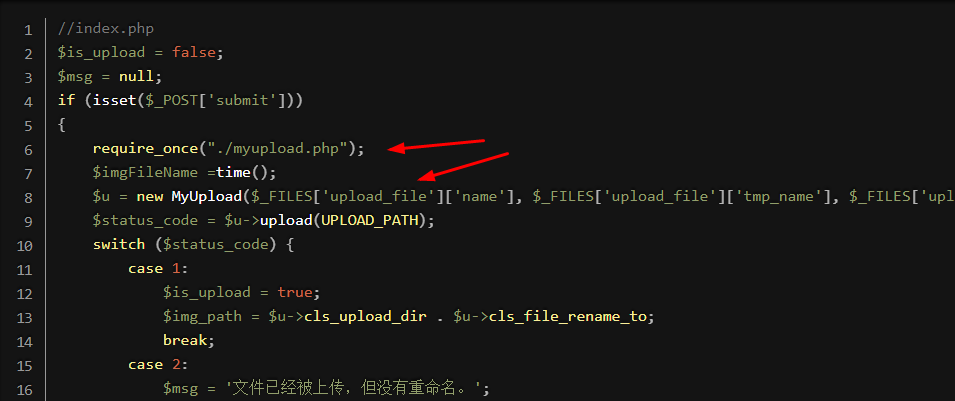 1 //index.php
2 $is_upload = false;
3 $msg = null;
4 if (isset($_POST['submit']))
5 {
6     require_once("./myupload.php");
7     $imgFileName =time();
8     $u = new MyUpload($_FILES['upload_file']['name'], $_FILES['upload_file']['tmp_name'], $_FILES['upl
9     $status_code = $u->upload(UPLOAD_PATH);
10     switch ($status_code) {
11         case 1:
12             $is_upload = true;
13             $img_path = $u->cls_upload_dir . $u->cls_file_rename_to;
14             break;
15         case 2:
16             $msg = '文件已经被上传，但没有重命名。';